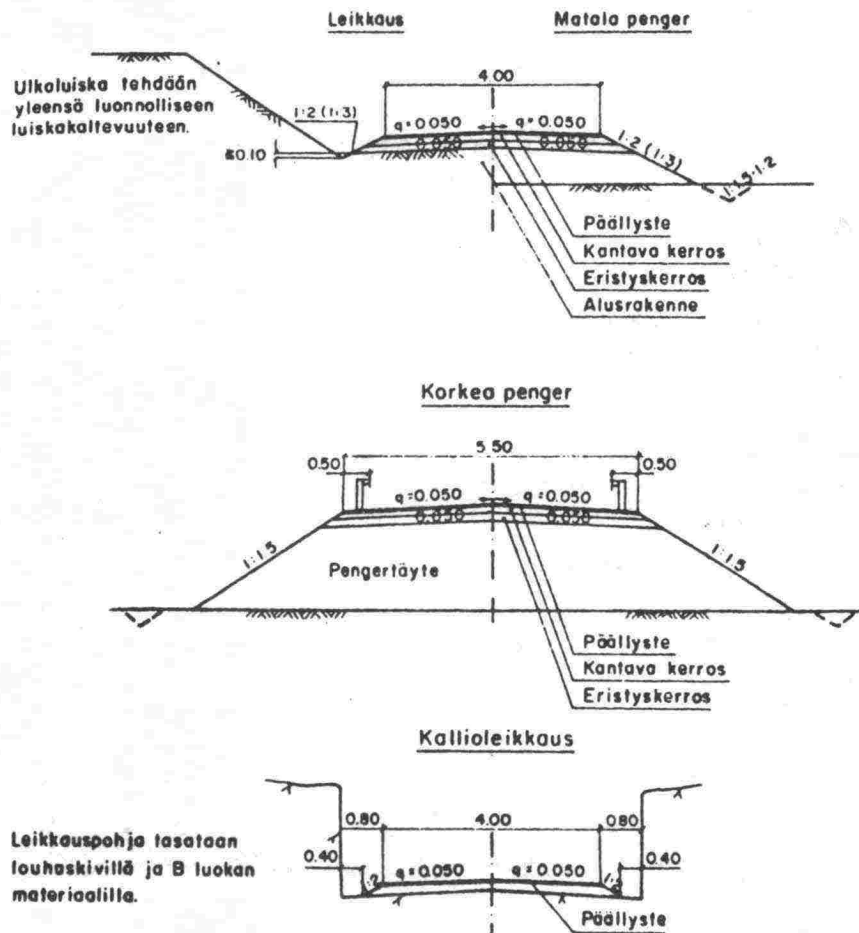 Leikkaus
Matala penger
Ulkoluiska tehdään
yleensä luonnolliseen
luiskakaltevuuteen.
4.00
1:2 (1:3)
q=0.050
q=0.050
0.050
0.050
1:2 (1:3)
≥0.10
1:1.5-1:2
Päällyste
Kantava kerros
Eristyskerros
Alusrakenne
Korkea penger
5.50
0.50
0.50
q=0.050
q=0.050
0.050
0.050
1:1.5
1:1.5
Pengertäyte
Päällyste
Kantava kerros
Eristyskerros
Kallioleikkaus
0.80
4.00
0.80
Leikkauspohja tasataan
louhoskivillä ja B luokan
materiaalilla.
0.40
0.40
1:2
q=0.050
q=0.050
1:2
Päällyste